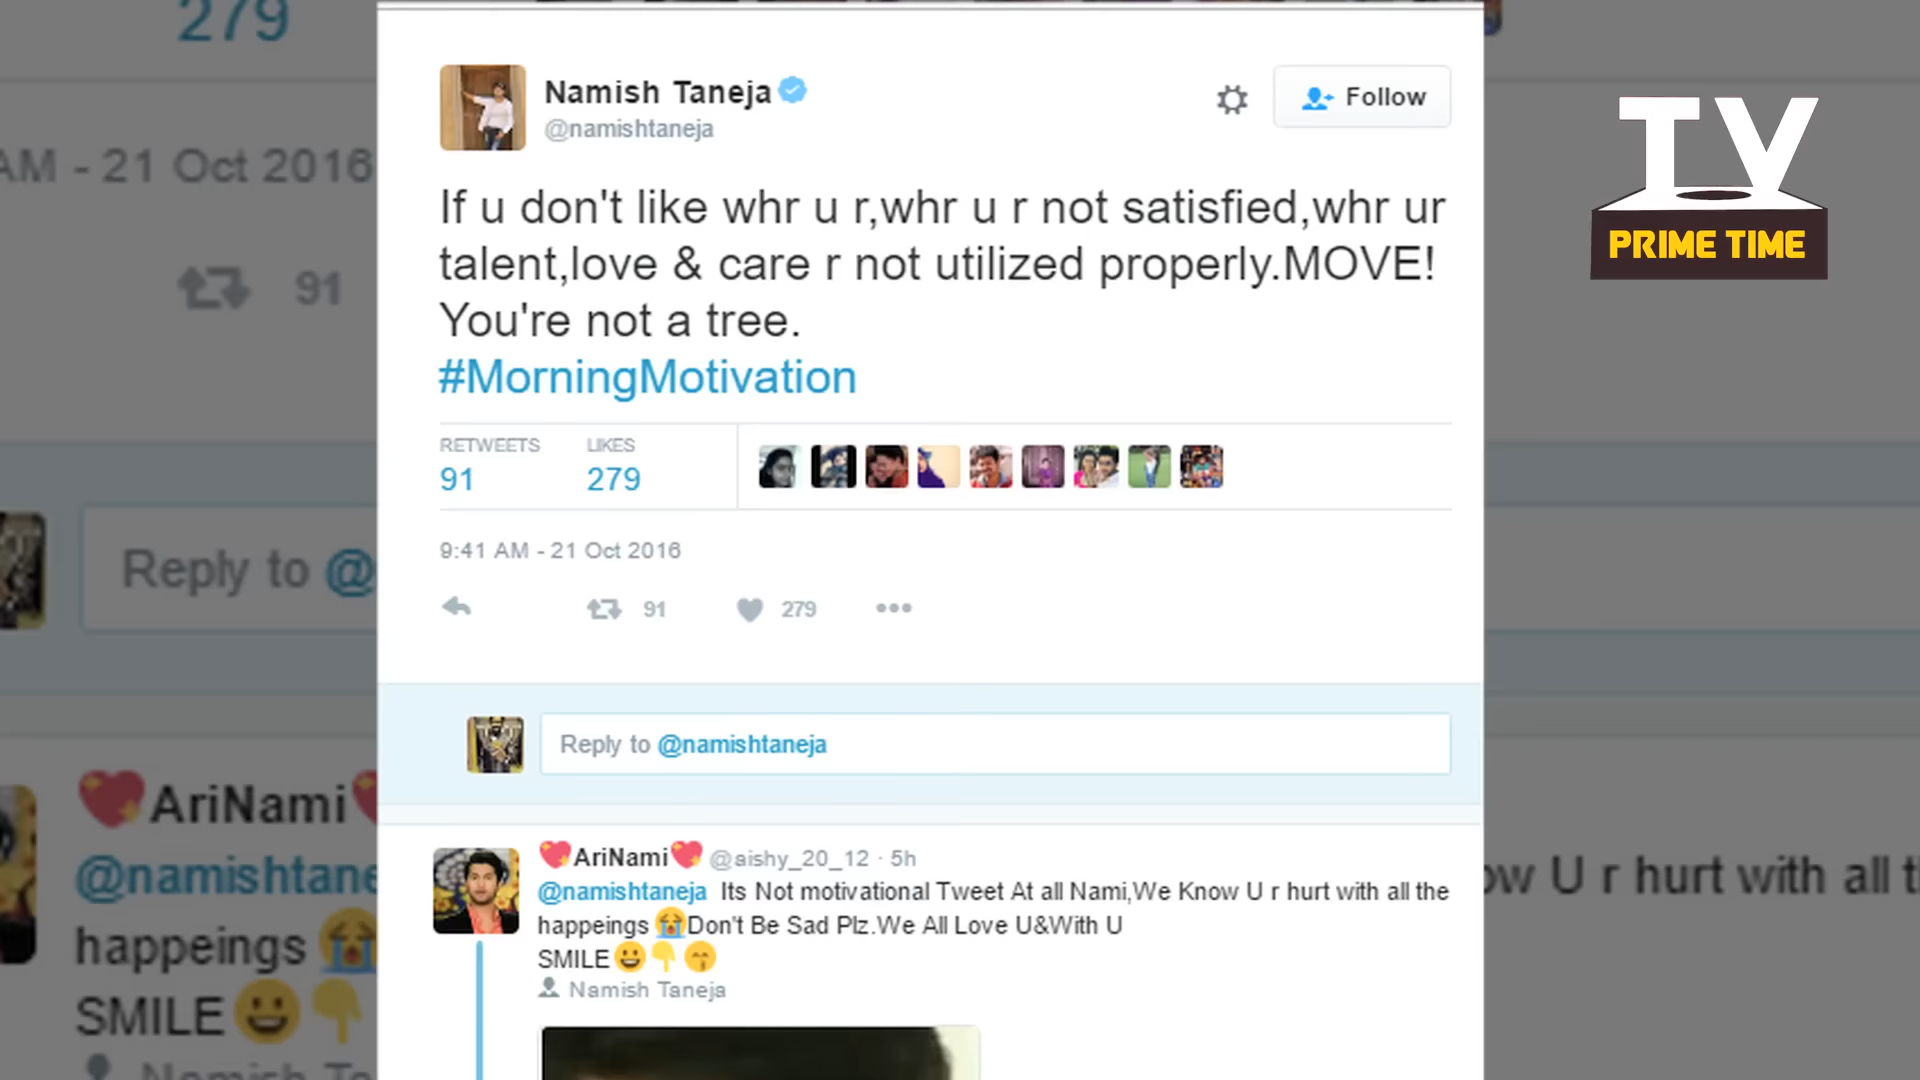 279
AM - 21 Oct 2016
91
Reply to @
AriNami
@namishtane
happeings
SMILE
Namish Ta
Namish Taneja
@namishtaneja
Follow
If u don't like whr u r,whr u r not satisfied,whr ur
talent,love & care r not utilized properly.MOVE!
You're not a tree.
#MorningMotivation
RETWEETS
LIKES
91
279
9:41 AM - 21 Oct 2016
91
279
Reply to @namishtaneja
💖AriNami💖 @aishy_20_12 · 5h
@namishtaneja Its Not motivational Tweet At all Nami,We Know U r hurt with all the
happeings 😭Don't Be Sad Plz.We All Love U&With U
SMILE😀👇😙
Namish Taneja
TV
PRIME TIME
ow U r hurt with all t